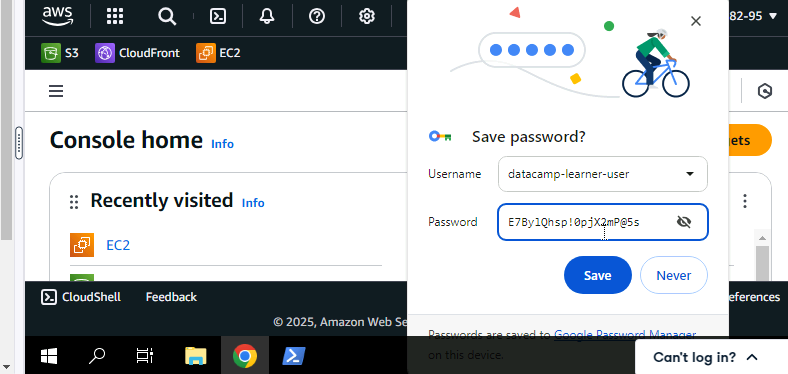 aws
82-95
S3 CloudFront EC2
Save password?
Console home Info
ets
Username datacamp-learner-user
Recently visited Info
Password E7BylQhsp!0pjX2mP@5s
EC2
Save Never
CloudShell Feedback
eferences
© 2025, Amazon Web Se
Passwords are saved to Google Password Manager
on this device.
Can't log in?